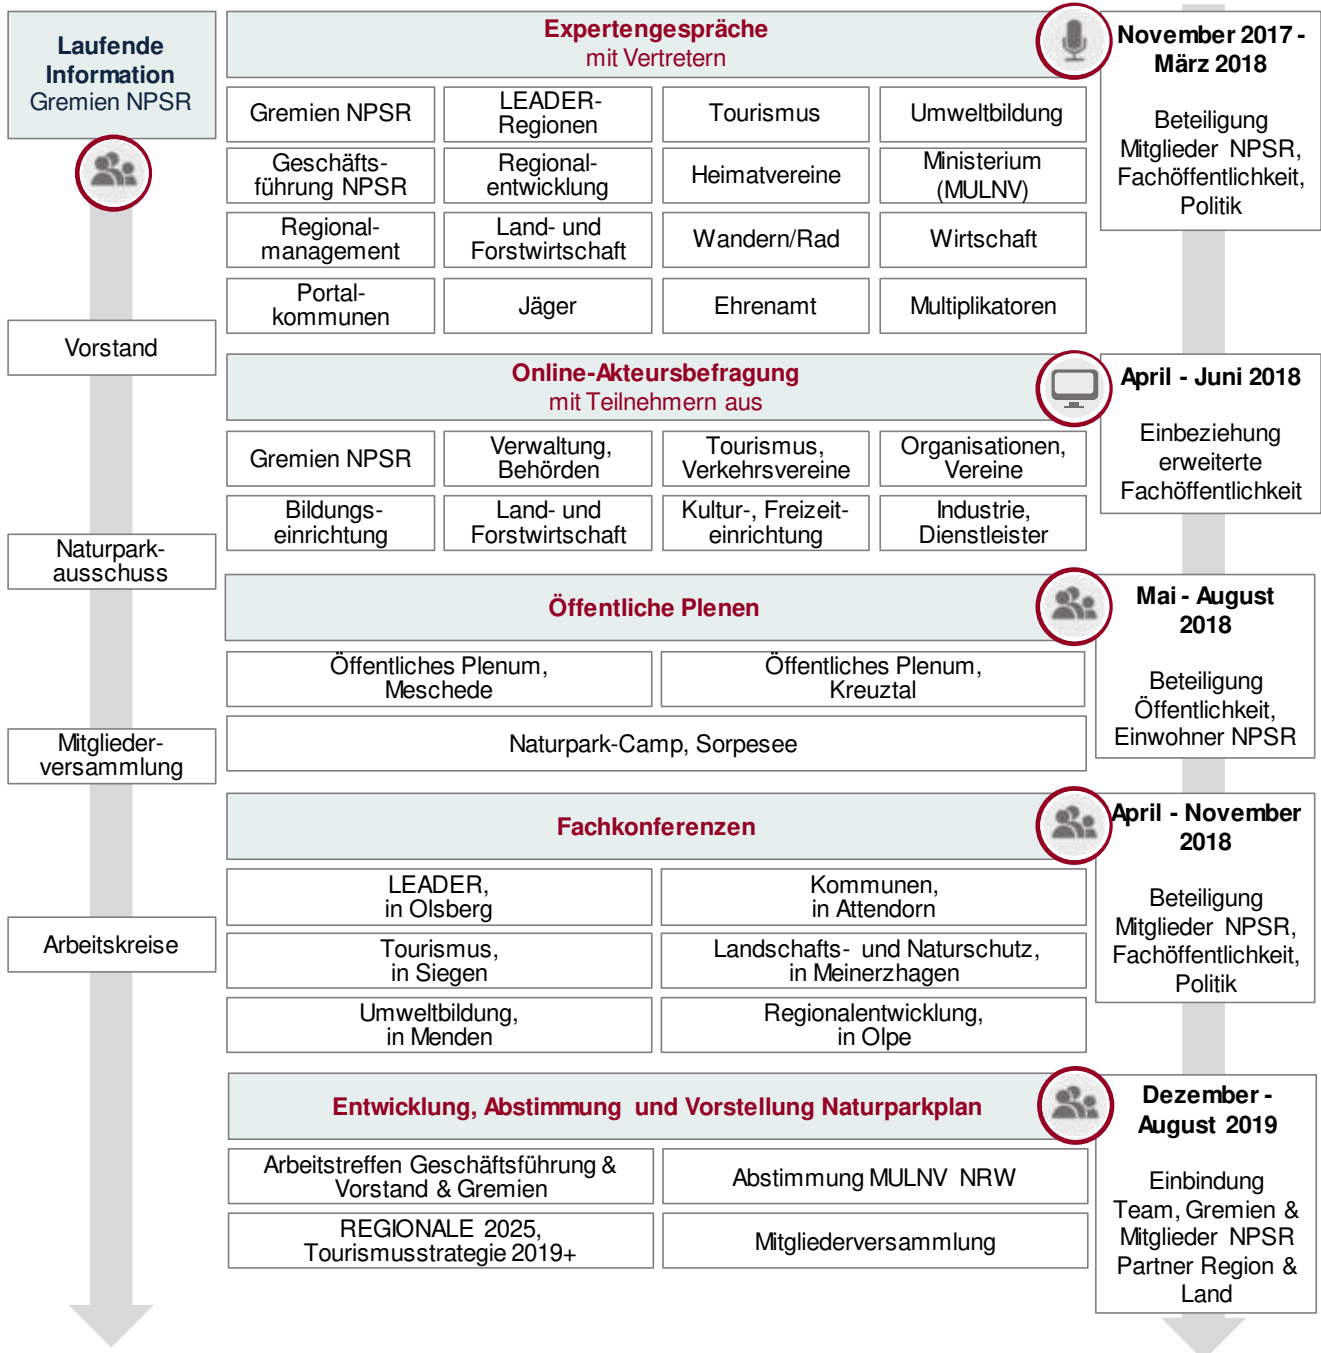 Laufende
Information
Gremien NPSR
Vorstand
Naturpark-
ausschuss
Mitglieder-
versammlung
Arbeitskreise
Expertengespräche
mit Vertretern
Gremien NPSR
LEADER-
Regionen
Tourismus
Umweltbildung
Geschäfts-
führung NPSR
Regional-
entwicklung
Heimatvereine
Ministerium
(MULNV)
Regional-
management
Land- und
Forstwirtschaft
Wandern/Rad
Wirtschaft
Portal-
kommunen
Jäger
Ehrenamt
Multiplikatoren
November 2017 -
März 2018
Beteiligung
Mitglieder NPSR,
Fachöffentlichkeit,
Politik
Online-Akteursbefragung
mit Teilnehmern aus
Gremien NPSR
Verwaltung,
Behörden
Tourismus,
Verkehrsvereine
Organisationen,
Vereine
Bildungs-
einrichtung
Land- und
Forstwirtschaft
Kultur-, Freizeit-
einrichtung
Industrie,
Dienstleister
April - Juni 2018
Einbeziehung
erweiterte
Fachöffentlichkeit
Öffentliche Plenen
Öffentliches Plenum,
Meschede
Öffentliches Plenum,
Kreuztal
Naturpark-Camp, Sorpesee
Mai - August
2018
Beteiligung
Öffentlichkeit,
Einwohner NPSR
Fachkonferenzen
LEADER,
in Olsberg
Kommunen,
in Attendorn
Tourismus,
in Siegen
Landschafts- und Naturschutz,
in Meinerzhagen
Umweltbildung,
in Menden
Regionalentwicklung,
in Olpe
April - November
2018
Beteiligung
Mitglieder NPSR,
Fachöffentlichkeit,
Politik
Entwicklung, Abstimmung und Vorstellung Naturparkplan
Arbeitstreffen Geschäftsführung &
Vorstand & Gremien
Abstimmung MULNV NRW
REGIONALE 2025,
Tourismusstrategie 2019+
Mitgliederversammlung
Dezember -
August 2019
Einbindung
Team, Gremien &
Mitglieder NPSR
Partner Region &
Land